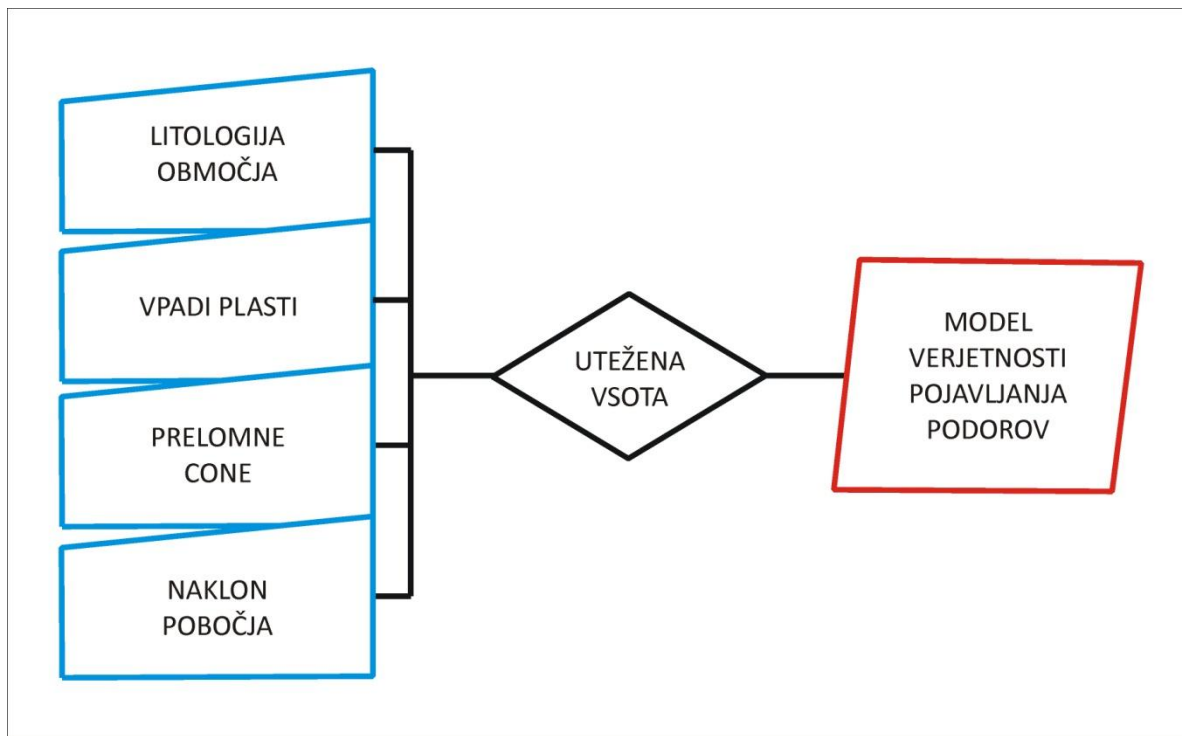 LITOLOGIJA
OBMOČJA
VPADI PLASTI
PRELOMNE
CONE
NAKLON
POBOČJA
UTEŽENA
VSOTA
MODEL
VERJETNOSTI
POJAVLJANJA
PODOROV